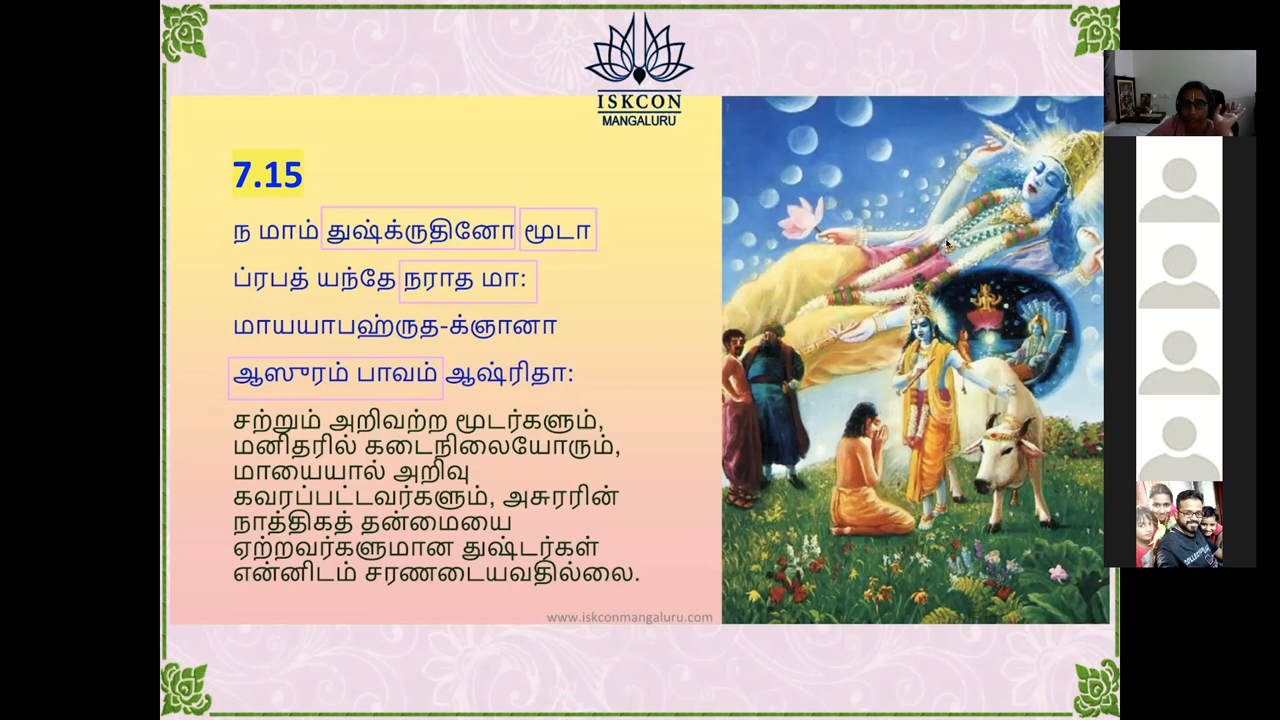 ISKCON
MANGALURU
7.15
ந மாம் துஷ்க்ருதினோ மூடா
ப்ரபத் யந்தே நராத மா:
மாயயாபஹ்ருத-க்ஞானா
ஆஸுரம் பாவம் ஆஷ்ரிதா:
சற்றும் அறிவற்ற மூடர்களும்,
மனிதரில் கடைநிலையோரும்,
மாயையால் அறிவு
கவரப்பட்டவர்களும், அசுரரின்
நாத்திகத் தன்மையை
ஏற்றவர்களுமான துஷ்டர்கள்
என்னிடம் சரணடையவதில்லை.
www.iskconmangaluru.com